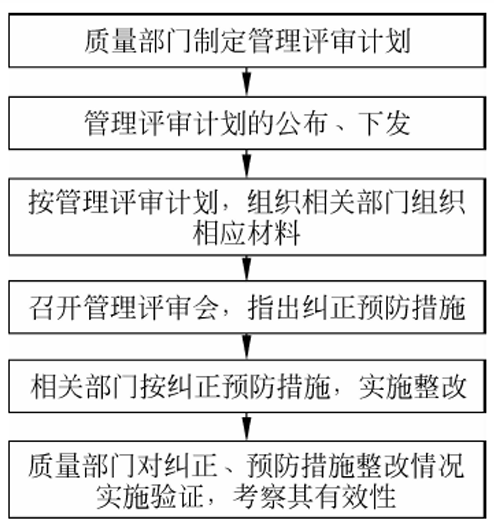 质量部门制定管理评审计划
管理评审计划的公布、下发
按管理评审计划，组织相关部门组织
相应材料
召开管理评审会，指出纠正预防措施
相关部门按纠正预防措施，实施整改
质量部门对纠正、预防措施整改情况
实施验证，考察其有效性